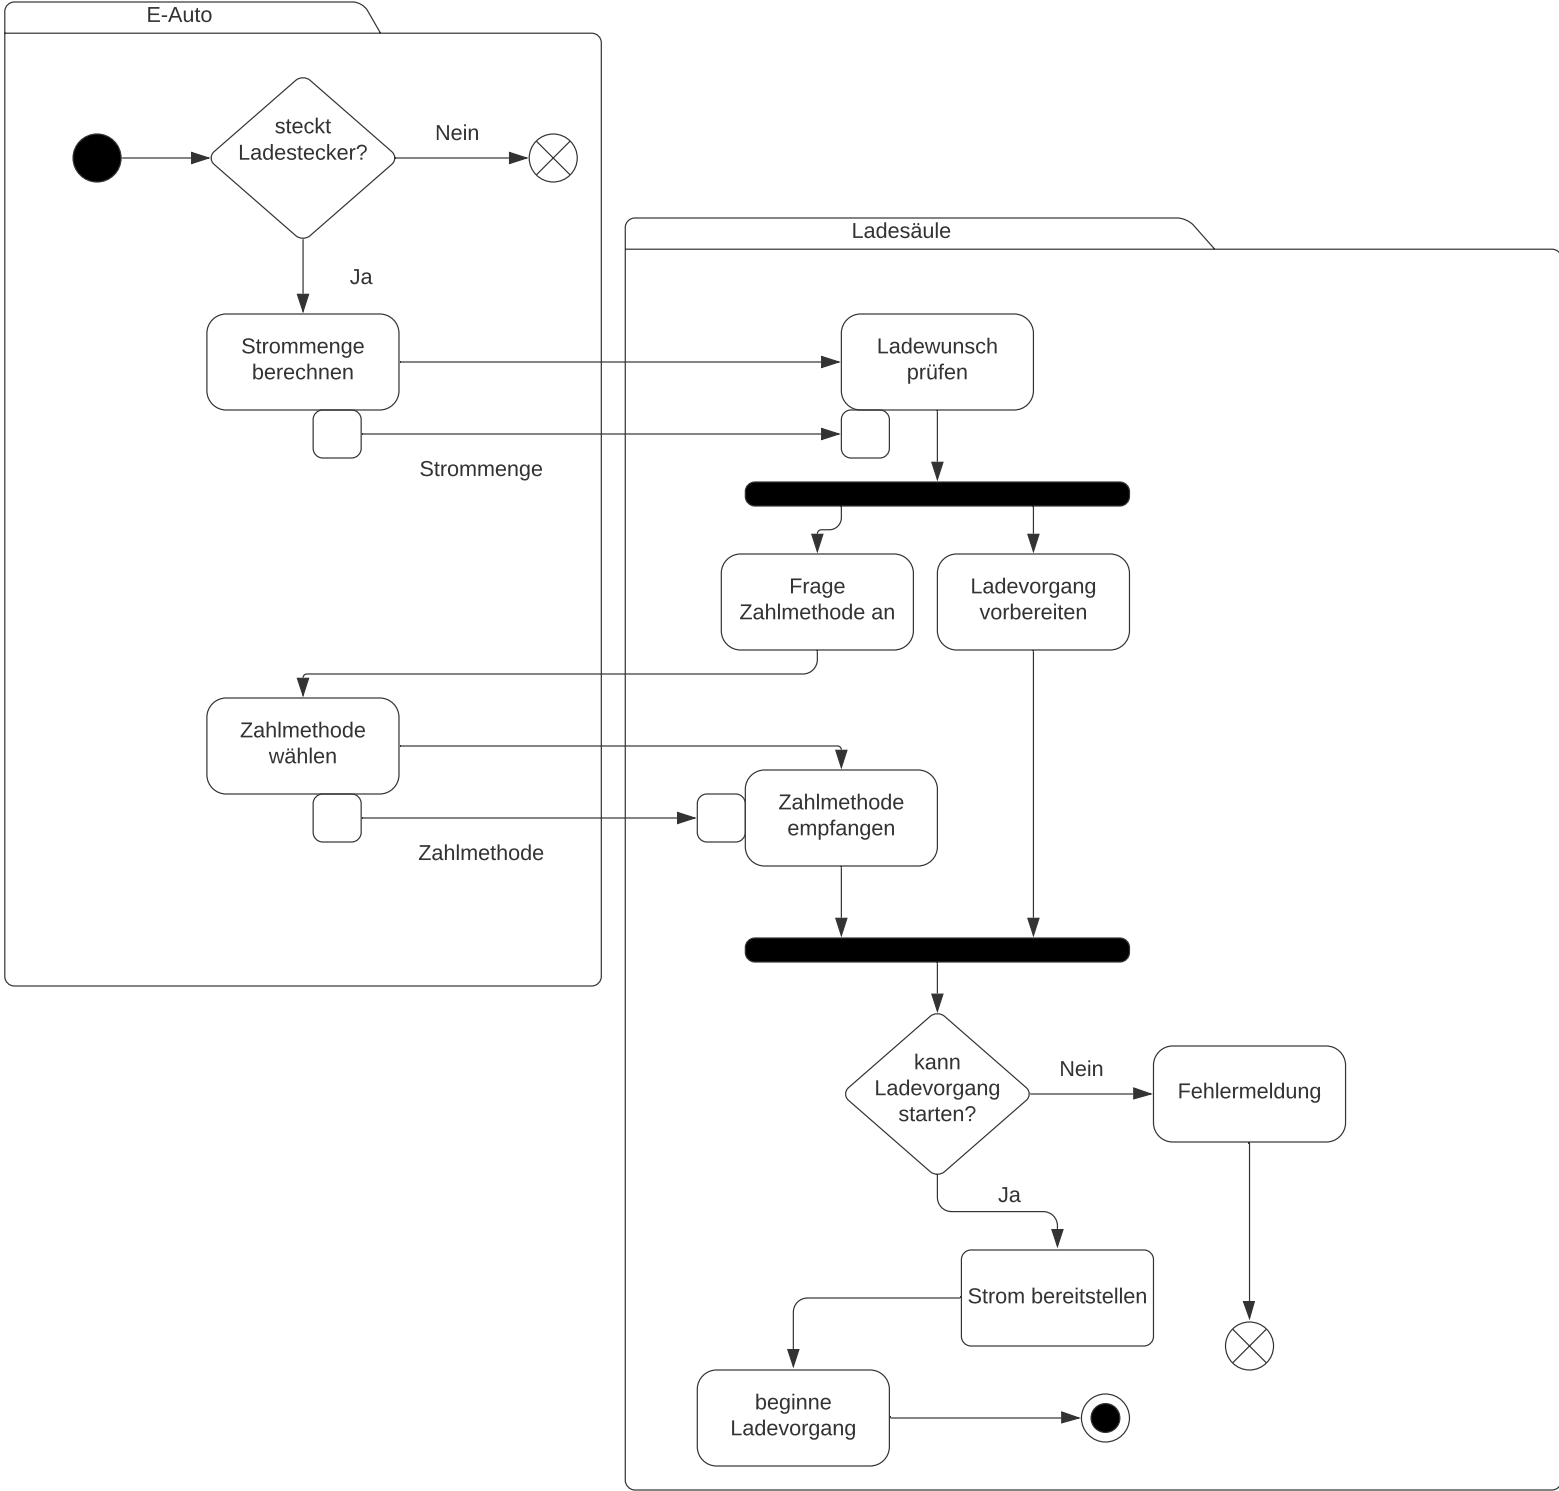 E-Auto
steckt
Ladestecker?
Nein
Ja
Ladesäule
Strommenge
berechnen
Ladewunsch
prüfen
Strommenge
Frage
Zahlmethode an
Ladevorgang
vorbereiten
Zahlmethode
wählen
Zahlmethode
empfangen
Zahlmethode
kann
Ladevorgang
starten?
Nein
Fehlermeldung
Ja
Strom bereitstellen
beginne
Ladevorgang